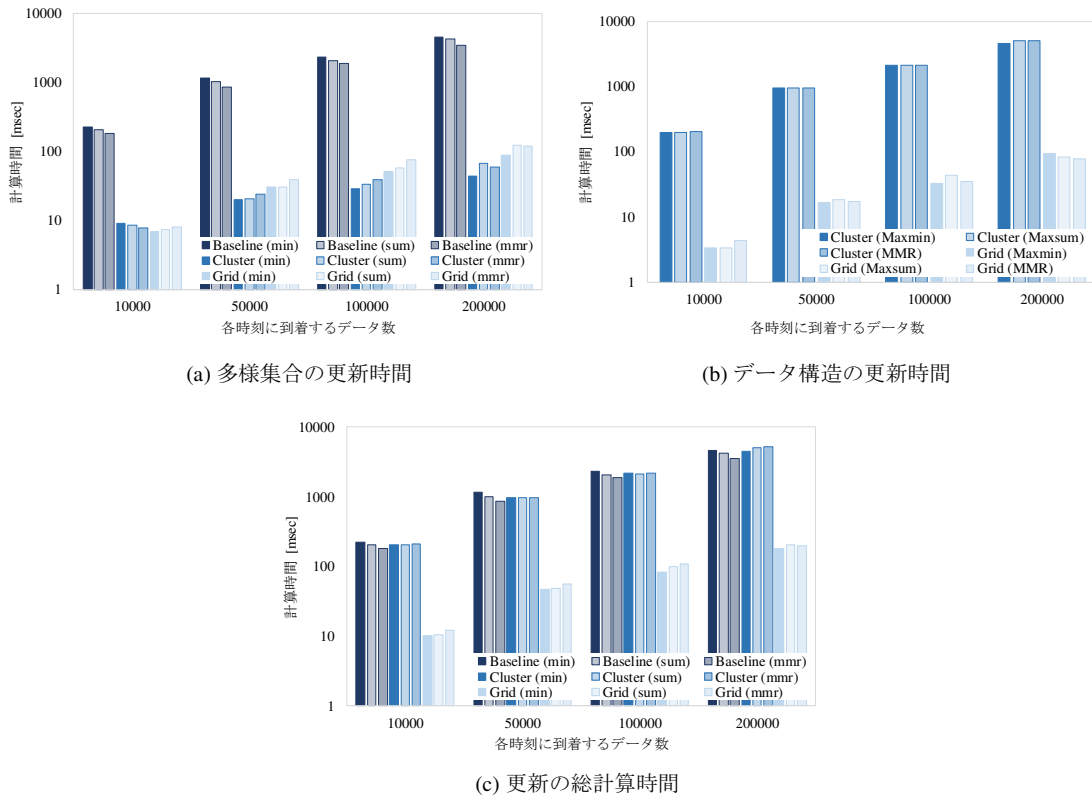 10000
1000
100
10
1
計算時間 [msec]
Baseline (min) Baseline (sum) Baseline (mmr)
Cluster (min) Cluster (sum) Cluster (mmr)
Grid (min) Grid (sum) Grid (mmr)
10000 50000 100000 200000
各時刻に到着するデータ数
(a) 多様集合の更新時間
10000
1000
100
10
1
計算時間 [msec]
Cluster (Maxmin) Cluster (Maxsum)
Cluster (MMR) Grid (Maxmin)
Grid (Maxsum) Grid (MMR)
10000 50000 100000 200000
各時刻に到着するデータ数
(b) データ構造の更新時間
10000
1000
100
10
1
計算時間 [msec]
Baseline (min) Baseline (sum) Baseline (mmr)
Cluster (min) Cluster (sum) Cluster (mmr)
Grid (min) Grid (sum) Grid (mmr)
10000 50000 100000 200000
各時刻に到着するデータ数
(c) 更新の総計算時間